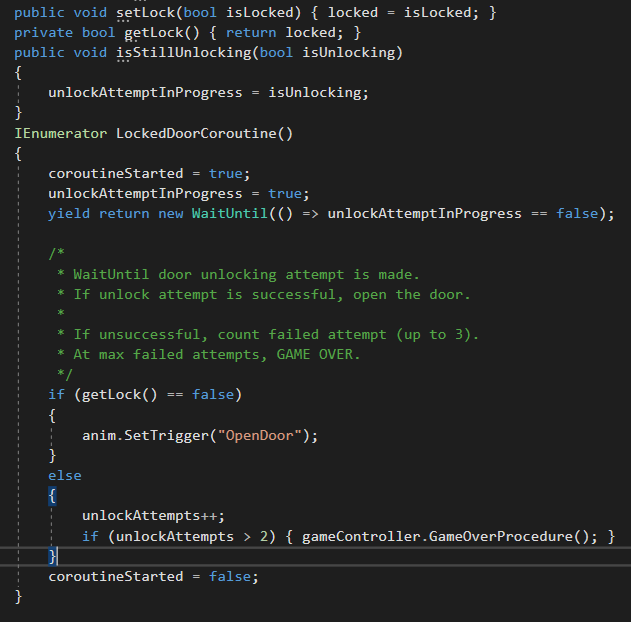 public void setLock(bool isLocked) { locked = isLocked; }
private bool getLock() { return locked; }
public void isStillUnlocking(bool isUnlocking)
{
    unlockAttemptInProgress = isUnlocking;
}
IEnumerator LockedDoorCoroutine()
{
    coroutineStarted = true;
    unlockAttemptInProgress = true;
    yield return new WaitUntil(() => unlockAttemptInProgress == false);

    /*
     * WaitUntil door unlocking attempt is made.
     * If unlock attempt is successful, open the door.
     *
     * If unsuccessful, count failed attempt (up to 3).
     * At max failed attempts, GAME OVER.
     */
    if (getLock() == false)
    {
        anim.SetTrigger("OpenDoor");
    }
    else
    {
        unlockAttempts++;
        if (unlockAttempts > 2) { gameController.GameOverProcedure(); }
    }
    coroutineStarted = false;
}